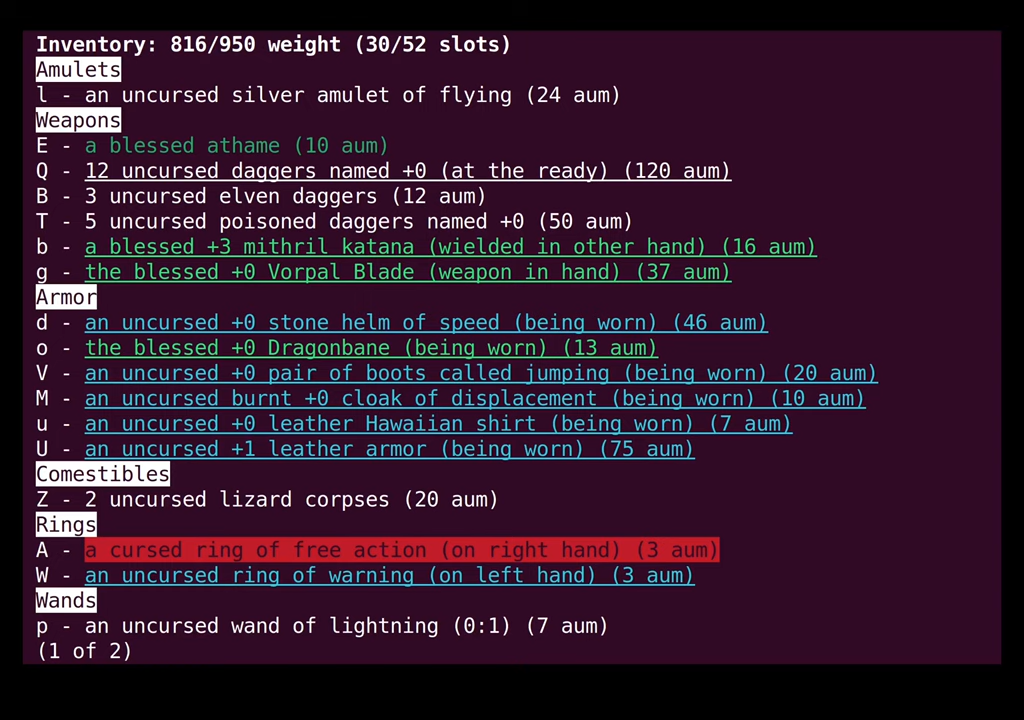 Inventory: 816/950 weight (30/52 slots)
Amulets
l - an uncursed silver amulet of flying (24 aum)
Weapons
E - a blessed athame (10 aum)
Q - 12 uncursed daggers named +0 (at the ready) (120 aum)
B - 3 uncursed elven daggers (12 aum)
T - 5 uncursed poisoned daggers named +0 (50 aum)
b - a blessed +3 mithril katana (wielded in other hand) (16 aum)
g - the blessed +0 Vorpal Blade (weapon in hand) (37 aum)
Armor
d - an uncursed +0 stone helm of speed (being worn) (46 aum)
o - the blessed +0 Dragonbane (being worn) (13 aum)
V - an uncursed +0 pair of boots called jumping (being worn) (20 aum)
M - an uncursed burnt +0 cloak of displacement (being worn) (10 aum)
u - an uncursed +0 leather Hawaiian shirt (being worn) (7 aum)
U - an uncursed +1 leather armor (being worn) (75 aum)
Comestibles
Z - 2 uncursed lizard corpses (20 aum)
Rings
A - a cursed ring of free action (on right hand) (3 aum)
W - an uncursed ring of warning (on left hand) (3 aum)
Wands
p - an uncursed wand of lightning (0:1) (7 aum)
(1 of 2)